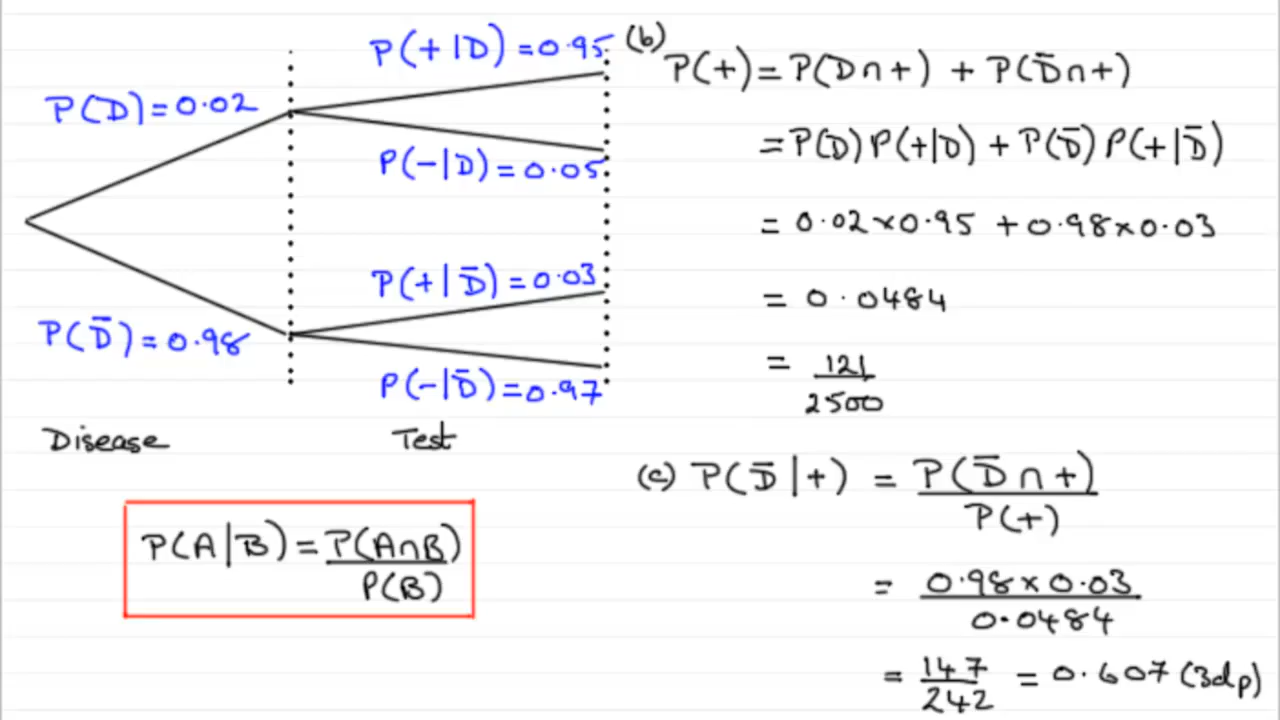 P(+|D) = 0.95
P(D) = 0.02
P(-|D) = 0.05
P(+|D̄) = 0.03
P(D̄) = 0.98
P(-|D̄) = 0.97
Disease Test
P(A|B) = P(A∩B)
P(B)
(b)
P(+) = P(D∩+) + P(D̄∩+)
= P(D) P(+|D) + P(D̄) P(+|D̄)
= 0.02 × 0.95 + 0.98 × 0.03
= 0.0484
= 121
2500
(c) P(D̄|+) = P(D̄∩+)
P(+)
= 0.98 × 0.03
0.0484
= 147 = 0.607 (3dp)
242